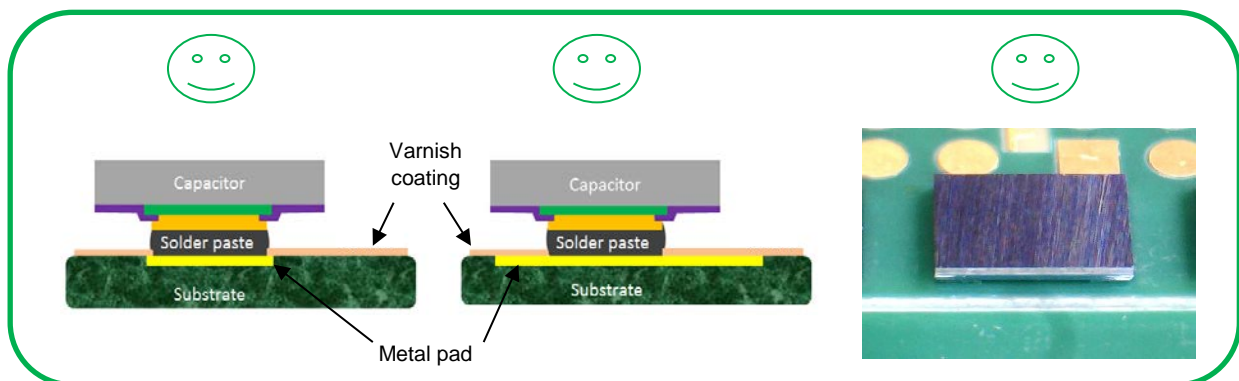 Varnish
coating
Capacitor
Capacitor
Solder paste
Solder paste
Substrate
Substrate
Metal pad